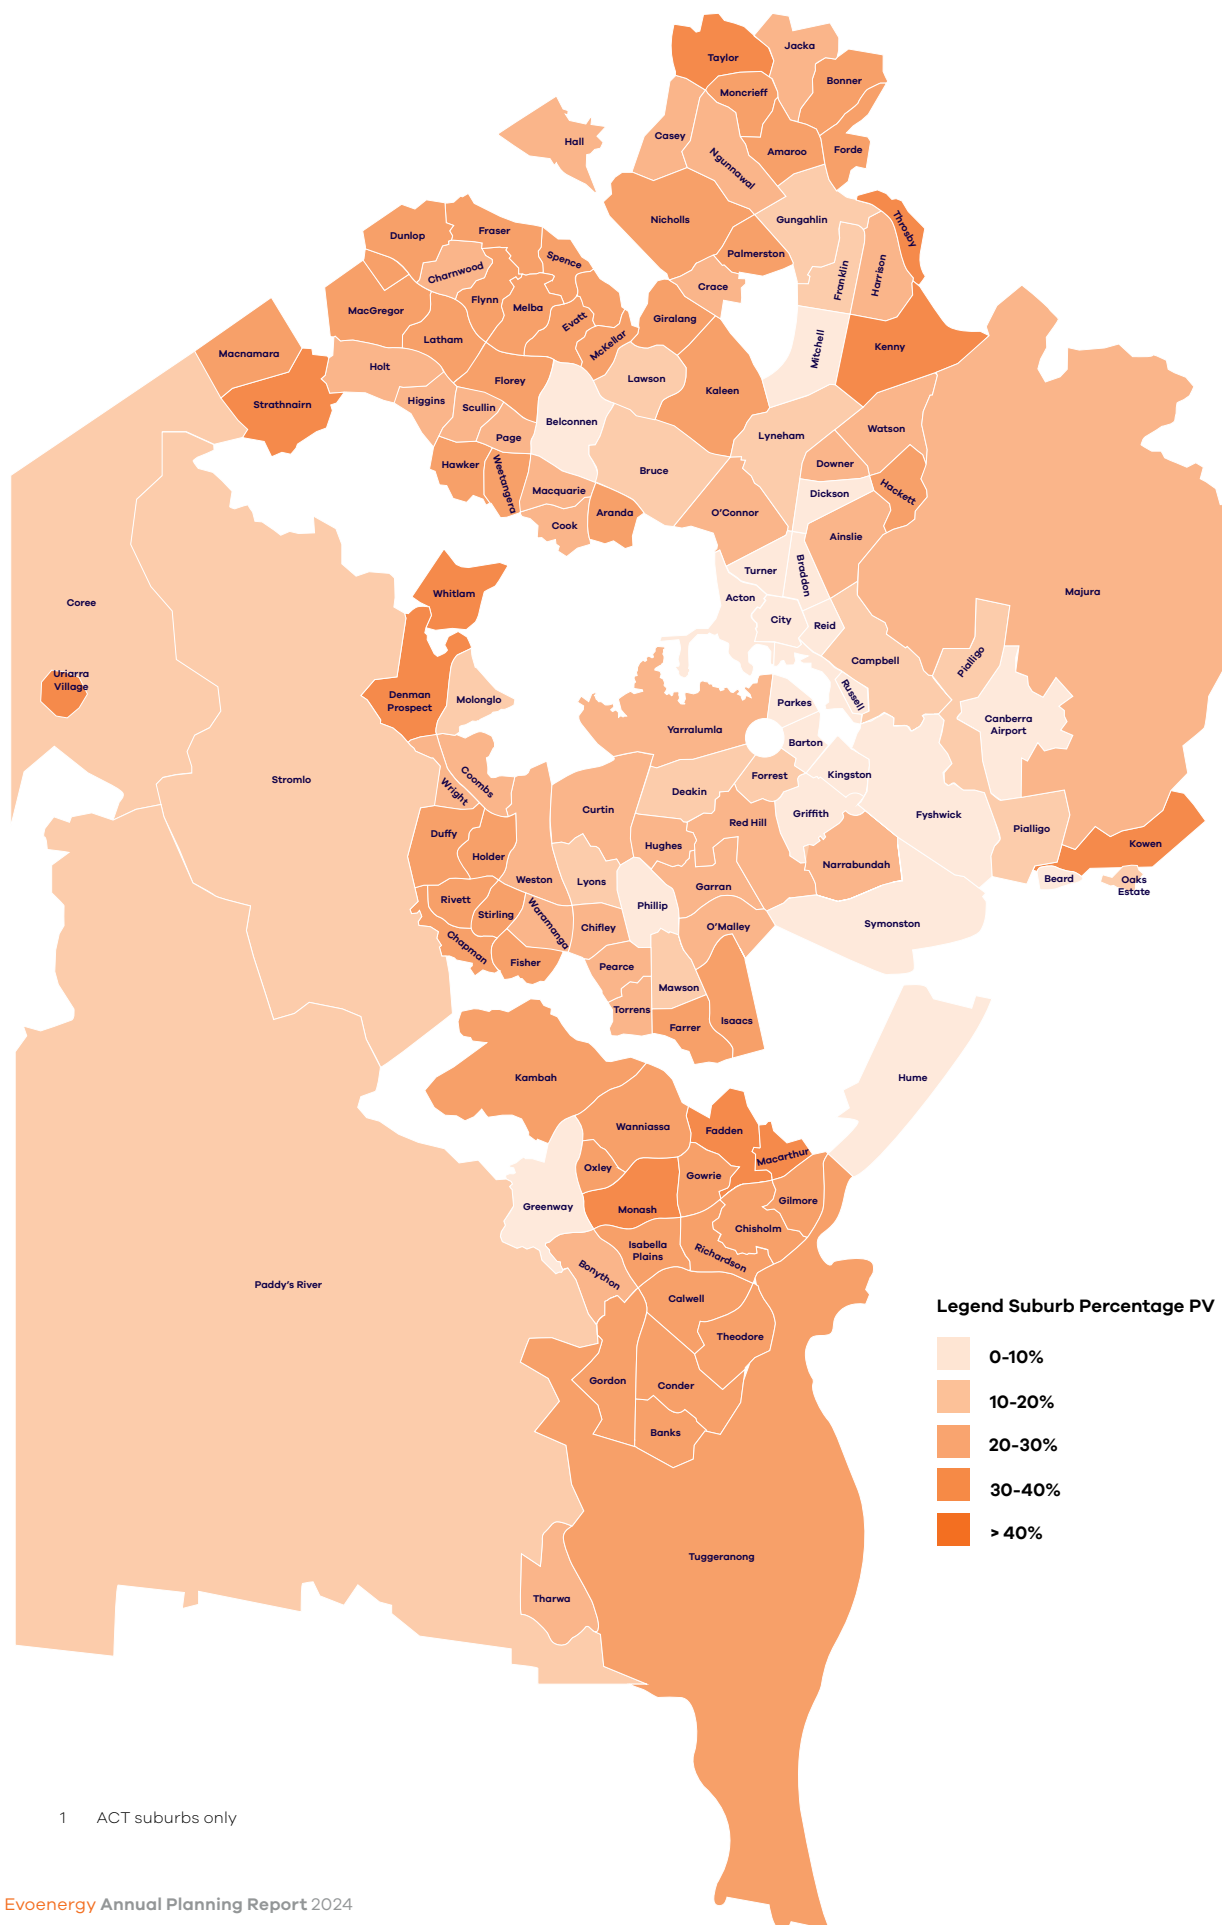 Taylor
Jacka
Bonner
Moncrieff
Casey
Hall
Ngunnawal
Amaroo
Forde
Nicholls
Gungahlin
Throsby
Palmerston
Franklin
Harrison
Crace
Dunlop
Fraser
Spence
Charnwood
MacGregor
Flynn
Melba
Evatt
McKellar
Giralang
Latham
Mitchell
Kenny
Macnamara
Holt
Florey
Lawson
Kaleen
Strathnairn
Higgins
Scullin
Belconnen
Page
Lyneham
Watson
Hawker
Weetangera
Bruce
Downer
Macquarie
Dickson
Hackett
Cook
Aranda
O'Connor
Ainslie
Turner
Braddon
Majura
Whitlam
Acton
Coree
City
Reid
Campbell
Pialligo
Uriarra
Village
Denman
Prospect
Molonglo
Russell
Parkes
Canberra
Airport
Yarralumla
Barton
Stromlo
Coombs
Wright
Forrest
Kingston
Deakin
Curtin
Griffith
Fyshwick
Red Hill
Pialligo
Duffy
Hughes
Kowen
Holder
Narrabundah
Weston
Lyons
Garran
Beard
Oaks
Estate
Rivett
Phillip
Stirling
Waramanga
Chifley
O'Malley
Symonston
Chapman
Fisher
Pearce
Mawson
Torrens
Farrer
Isaacs
Kambah
Hume
Wanniassa
Fadden
Macarthur
Oxley
Gowrie
Greenway
Monash
Gilmore
Chisholm
Isabella
Plains
Richardson
Bonython
Paddy's River
Calwell
Theodore
Gordon
Conder
Banks
Tuggeranong
Tharwa
Legend Suburb Percentage PV
0-10%
10-20%
20-30%
30-40%
> 40%
1 ACT suburbs only
Evoenergy Annual Planning Report 2024